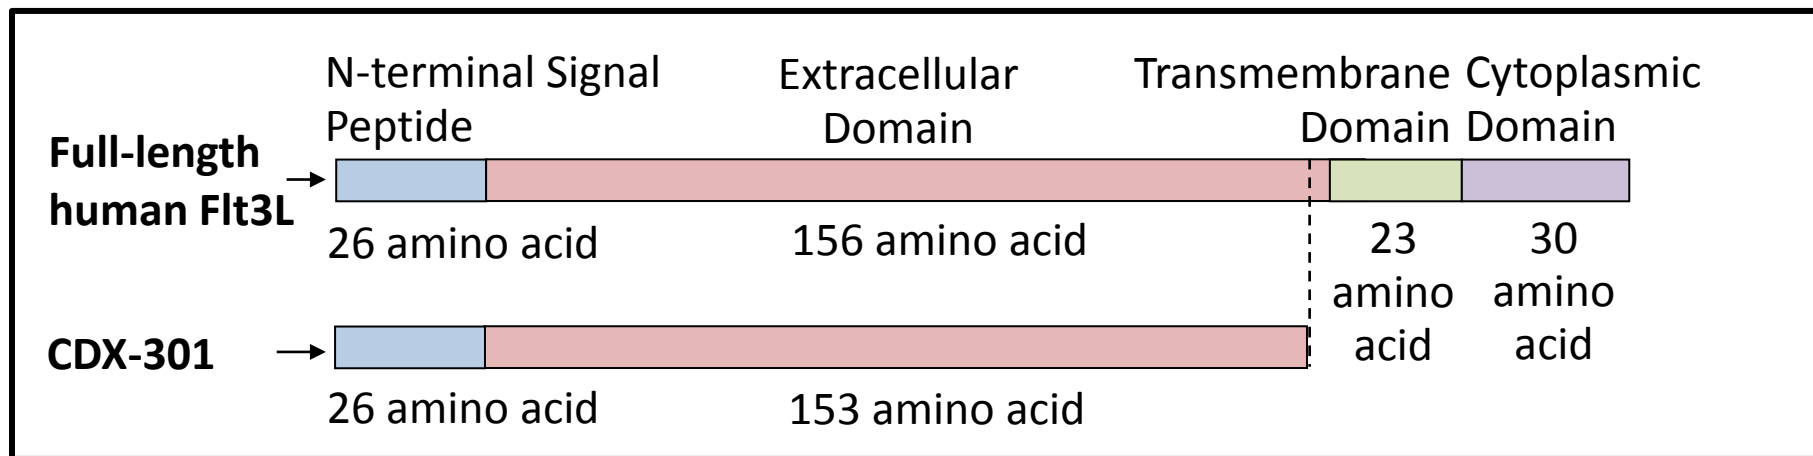 N-terminal Signal Peptide
Extracellular Domain
Transmembrane Domain
Cytoplasmic Domain
Full-length
human Flt3L
26 amino acid
156 amino acid
23
amino
acid
30
amino
acid
CDX-301
26 amino acid
153 amino acid